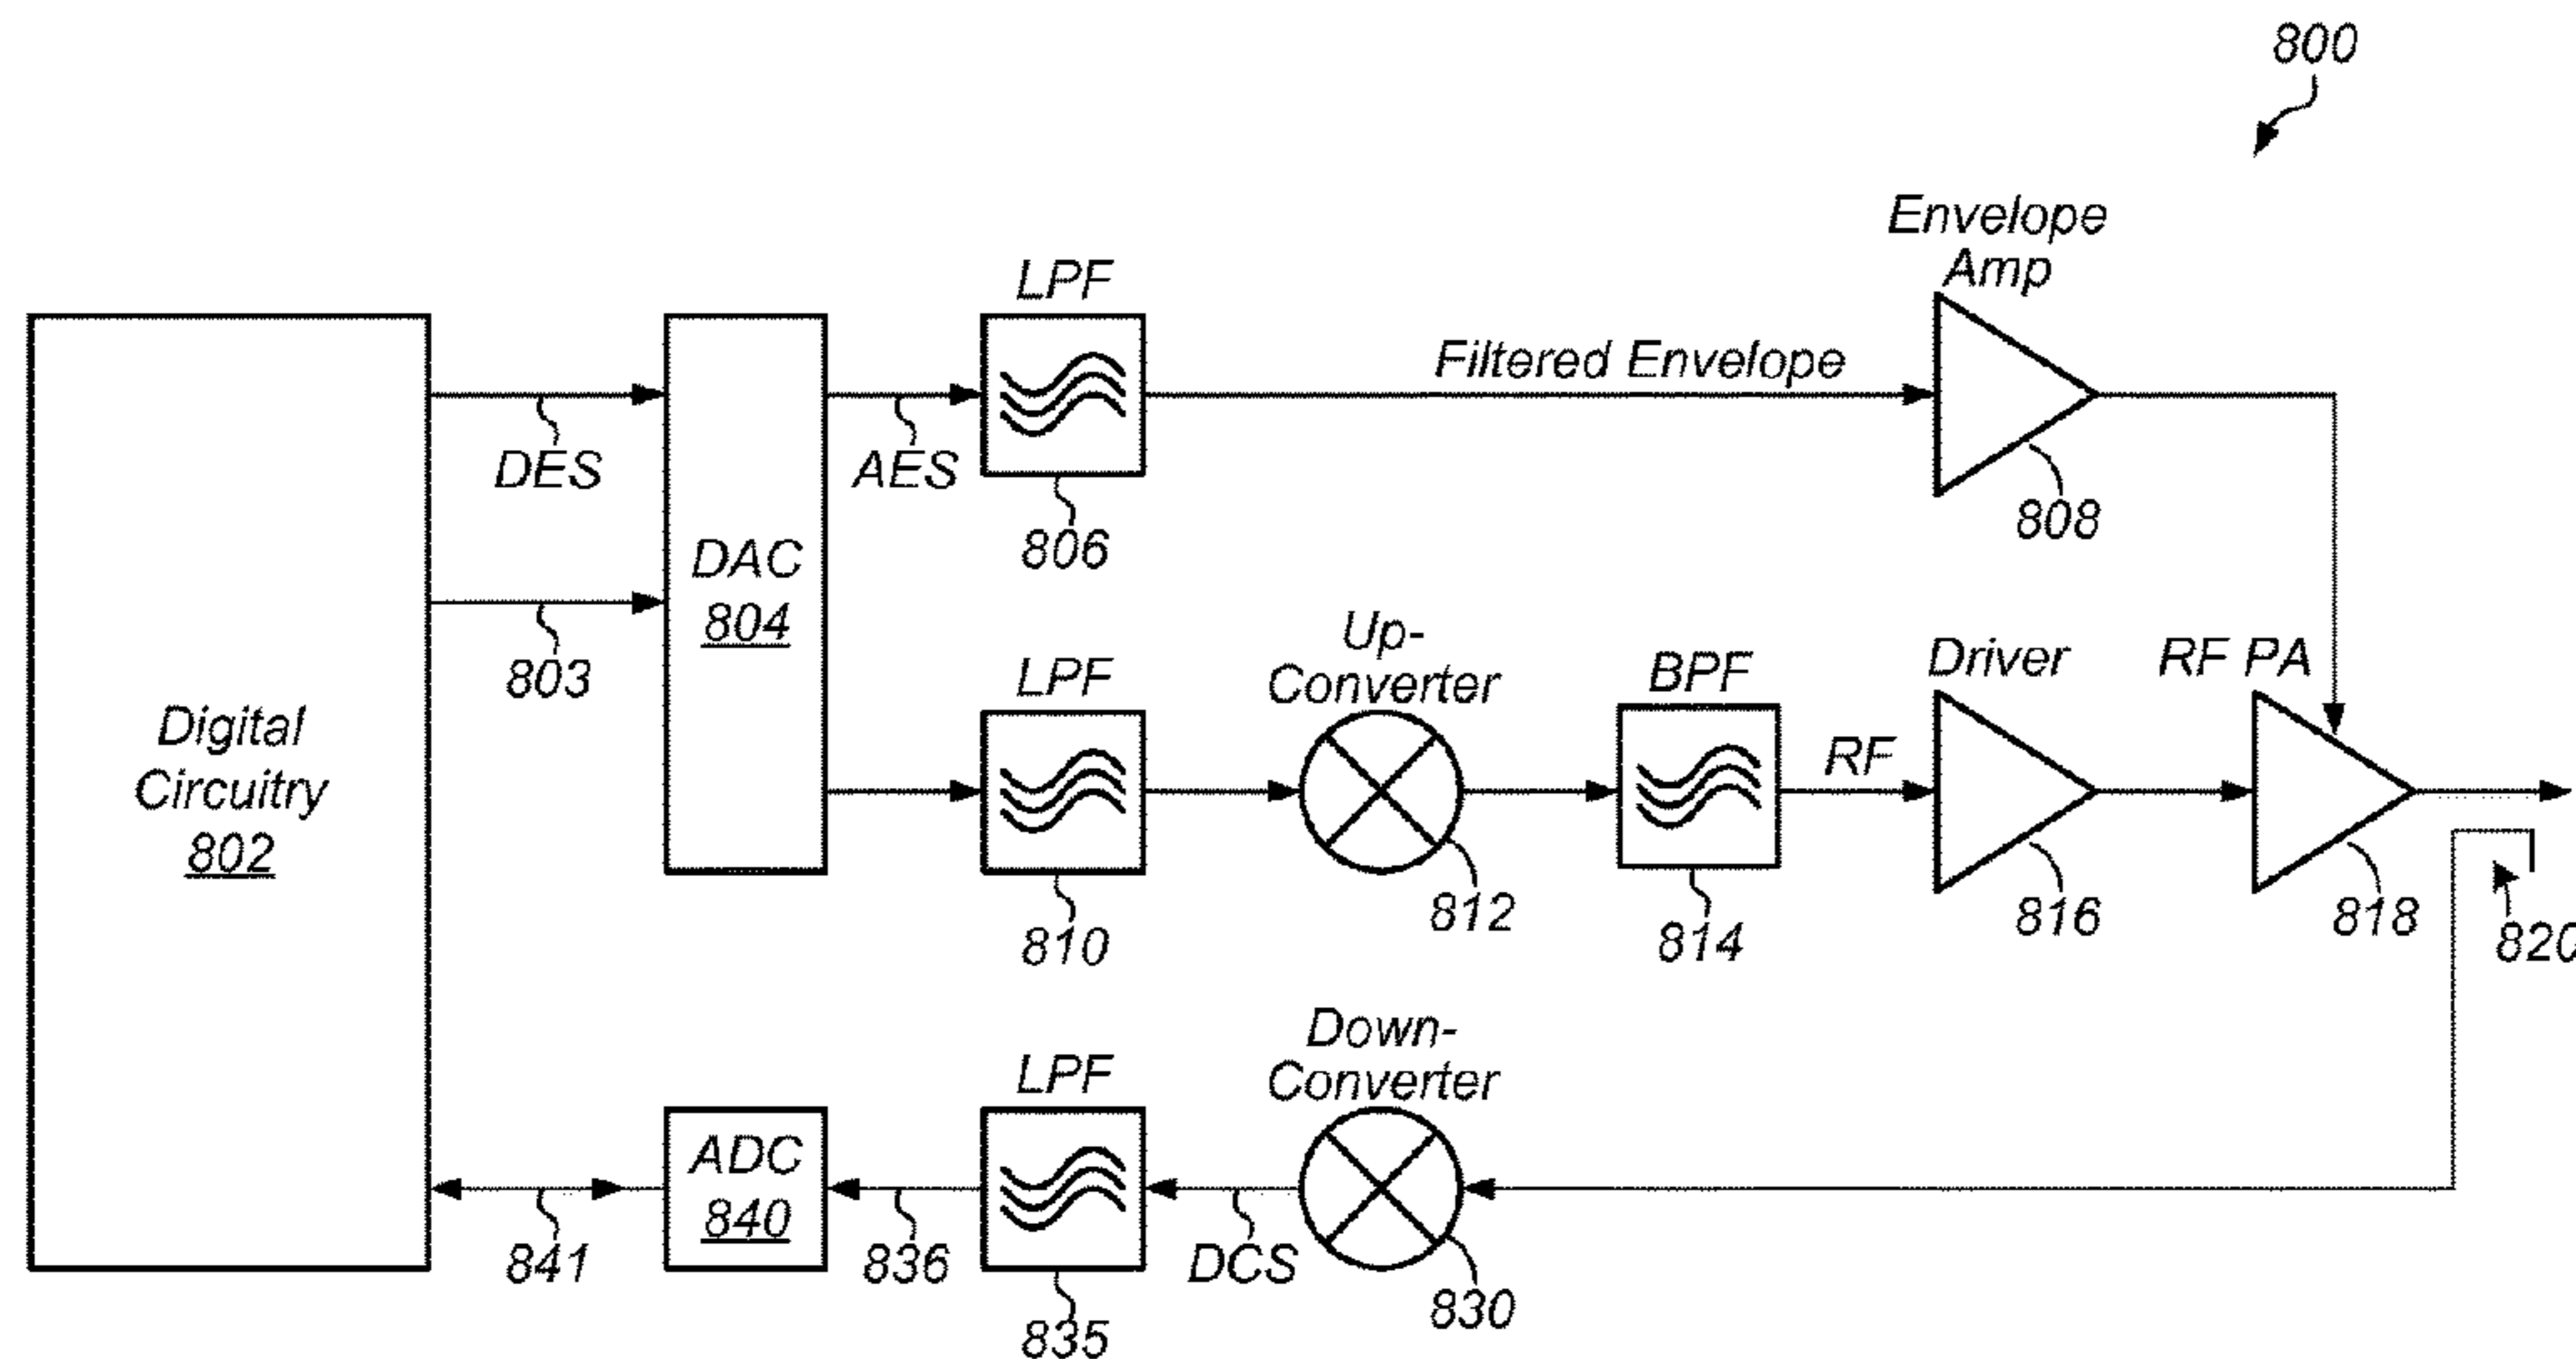 800
Envelope
Amp
LPF
Filtered Envelope
DES
AES
808
806
DAC
804
803
Up-
Converter
LPF
BPF
Driver
RF PA
Digital
Circuitry
802
RF
812
816
818
820
810
814
Down-
Converter
LPF
ADC
840
841
836
DCS
830
835